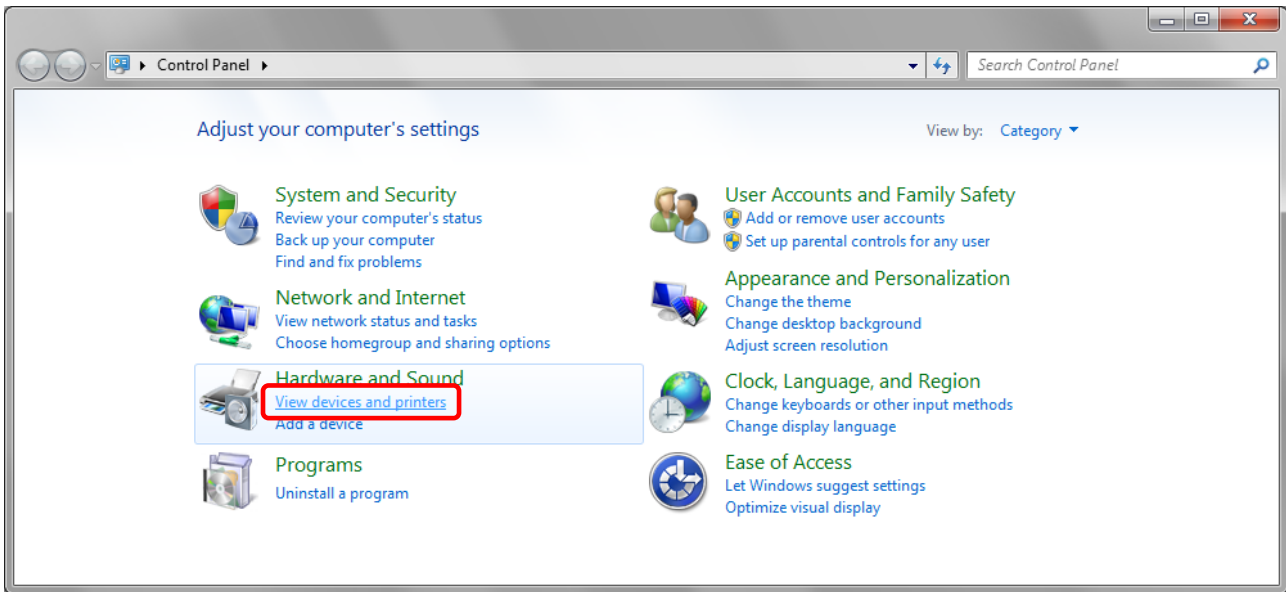 Control Panel
Search Control Panel
Adjust your computer's settings
View by: Category
System and Security
Review your computer's status
Back up your computer
Find and fix problems
Network and Internet
View network status and tasks
Choose homegroup and sharing options
Hardware and Sound
View devices and printers
Add a device
Programs
Uninstall a program
User Accounts and Family Safety
Add or remove user accounts
Set up parental controls for any user
Appearance and Personalization
Change the theme
Change desktop background
Adjust screen resolution
Clock, Language, and Region
Change keyboards or other input methods
Change display language
Ease of Access
Let Windows suggest settings
Optimize visual display